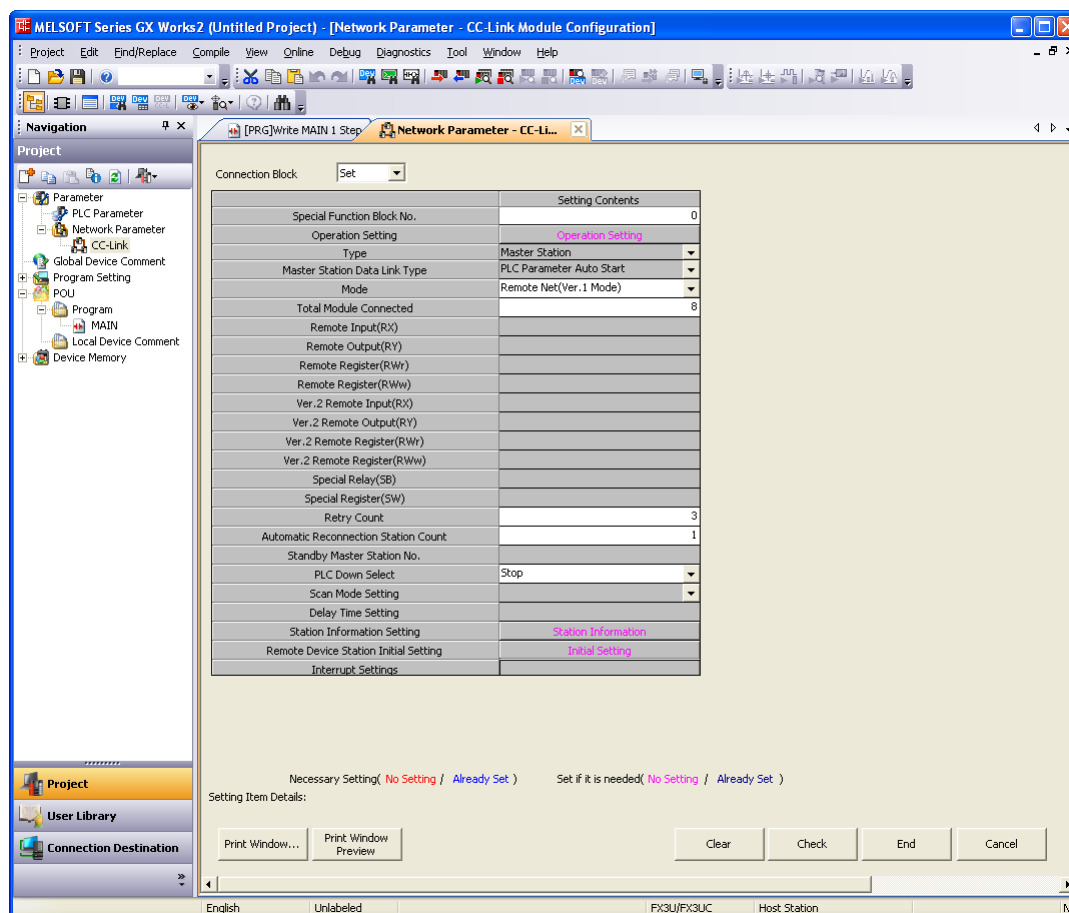 MELSOFT Series GX Works2 (Untitled Project) - [Network Parameter - CC-Link Module Configuration]
Project Edit Find/Replace Compile View Online Debug Diagnostics Tool Window Help
Navigation
[PRG]Write MAIN 1 Step
Network Parameter - CC-Li...
Project
Parameter
PLC Parameter
Network Parameter
CC-Link
Global Device Comment
Program Setting
POU
Program
MAIN
Local Device Comment
Device Memory
Connection Block Set
Setting Contents
Special Function Block No. 0
Operation Setting Operation Setting
Type Master Station
Master Station Data Link Type PLC Parameter Auto Start
Mode Remote Net(Ver.1 Mode)
Total Module Connected 8
Remote Input(RX)
Remote Output(RY)
Remote Register(RWr)
Remote Register(RWw)
Ver.2 Remote Input(RX)
Ver.2 Remote Output(RY)
Ver.2 Remote Register(RWr)
Ver.2 Remote Register(RWw)
Special Relay(SB)
Special Register(SW)
Retry Count 3
Automatic Reconnection Station Count 1
Standby Master Station No.
PLC Down Select Stop
Scan Mode Setting
Delay Time Setting
Station Information Setting Station Information
Remote Device Station Initial Setting Initial Setting
Interrupt Settings
Necessary Setting( No Setting / Already Set ) Set if it is needed( No Setting / Already Set )
Setting Item Details:
Print Window...
Print Window
Preview
Clear
Check
End
Cancel
Project
User Library
Connection Destination
English Unlabeled FX3U/FX3UC Host Station